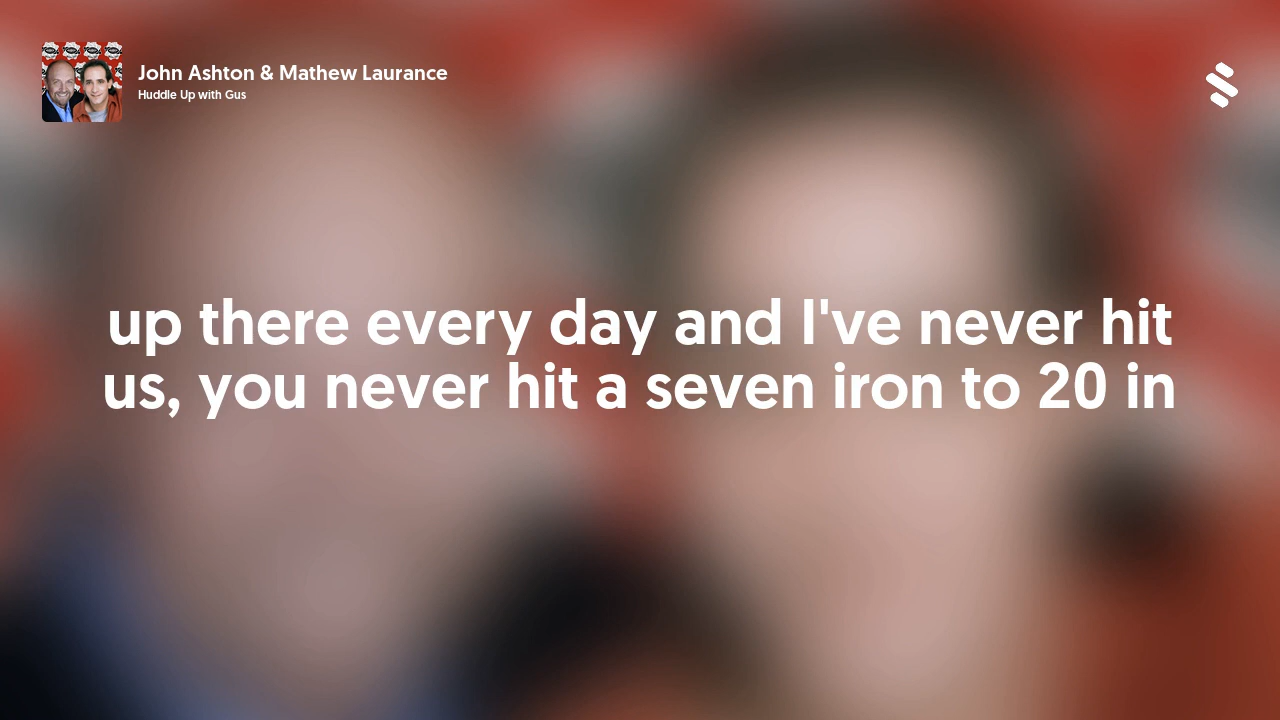 John Ashton & Mathew Laurance
Huddle Up with Gus
up there every day and I've never hit
us, you never hit a seven iron to 20 in